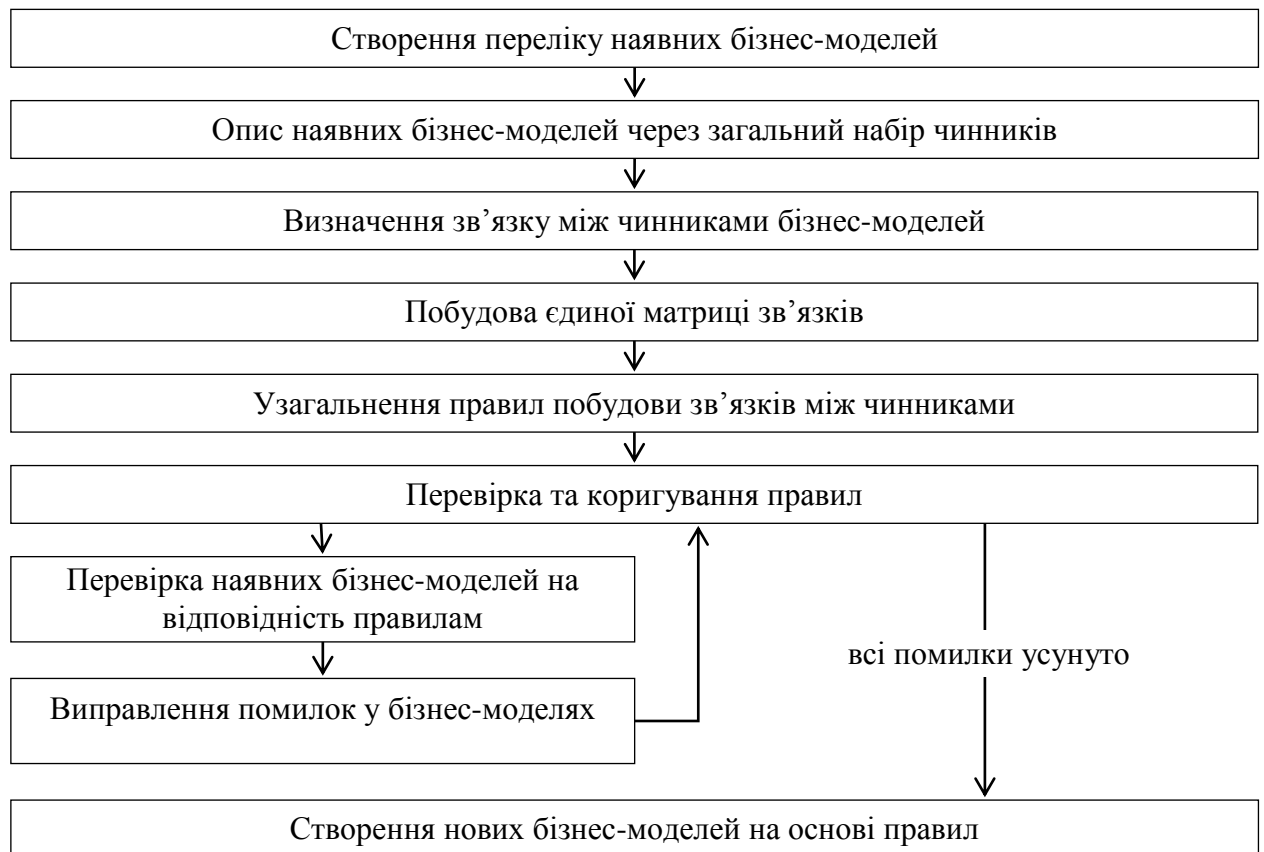 Створення переліку наявних бізнес-моделей
Опис наявних бізнес-моделей через загальний набір чинників
Визначення зв’язку між чинниками бізнес-моделей
Побудова єдиної матриці зв’язків
Узагальнення правил побудови зв’язків між чинниками
Перевірка та коригування правил
Перевірка наявних бізнес-моделей на
відповідність правилам
всі помилки усунуто
Виправлення помилок у бізнес-моделях
Створення нових бізнес-моделей на основі правил